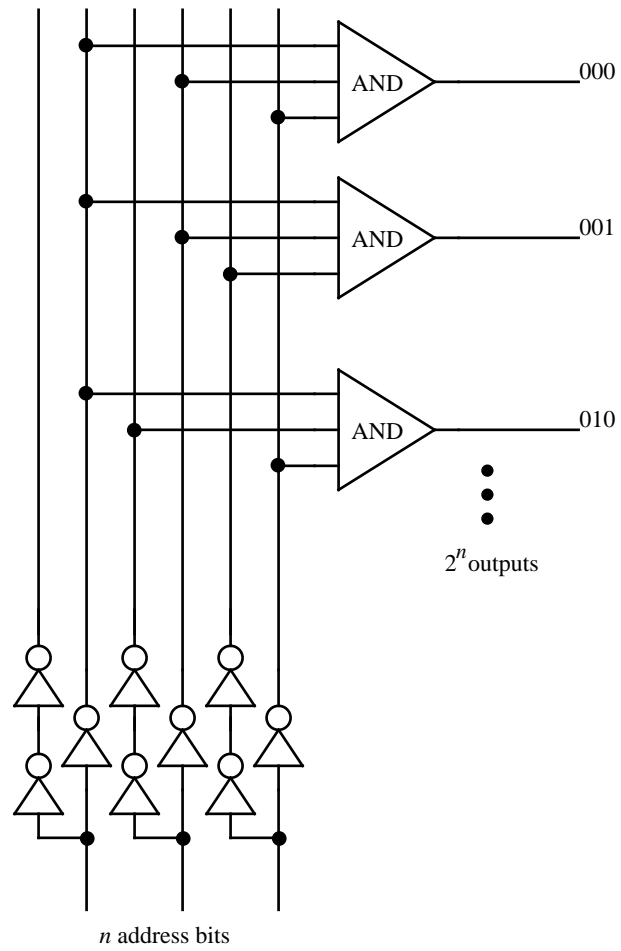 000
AND
001
AND
010
AND
2^n outputs
n address bits